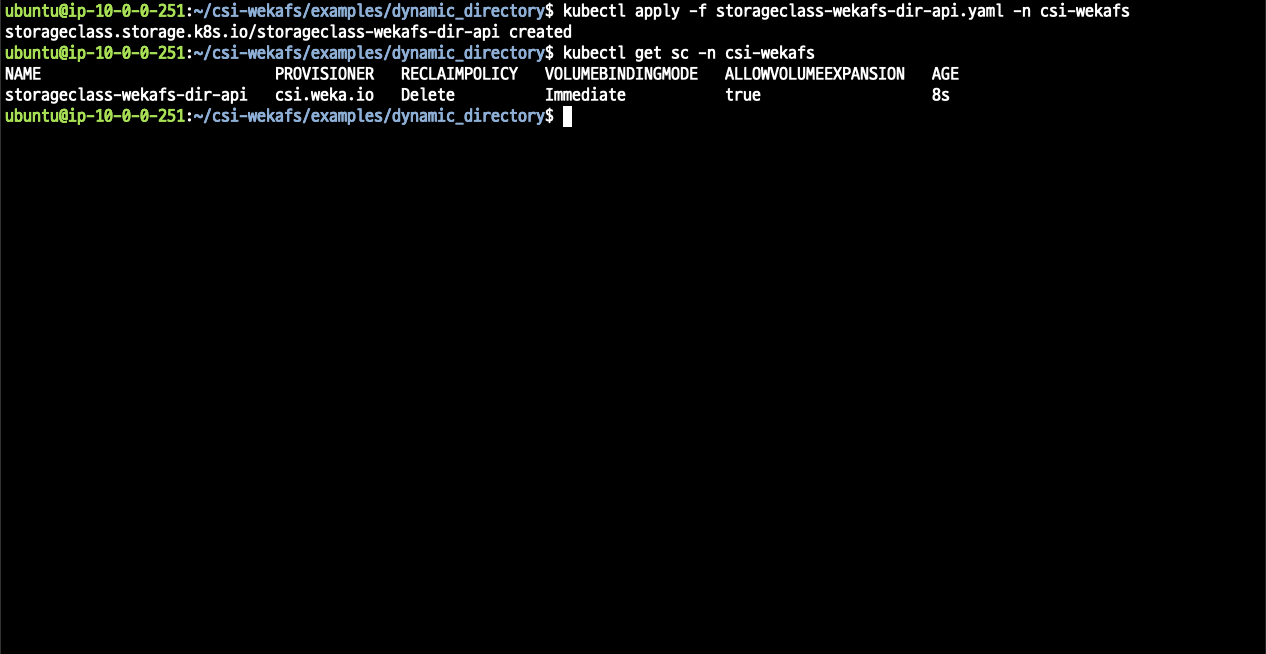 ubuntu@ip-10-0-0-251:~/csi-wekafs/examples/dynamic_directory$ kubectl apply -f storageclass-wekafs-dir-api.yaml -n csi-wekafs
storageclass.storage.k8s.io/storageclass-wekafs-dir-api created
ubuntu@ip-10-0-0-251:~/csi-wekafs/examples/dynamic_directory$ kubectl get sc -n csi-wekafs
NAME                          PROVISIONER   RECLAIMPOLICY   VOLUMEBINDINGMODE   ALLOWVOLUMEEXPANSION   AGE
storageclass-wekafs-dir-api   csi.weka.io   Delete          Immediate           true                   8s
ubuntu@ip-10-0-0-251:~/csi-wekafs/examples/dynamic_directory$